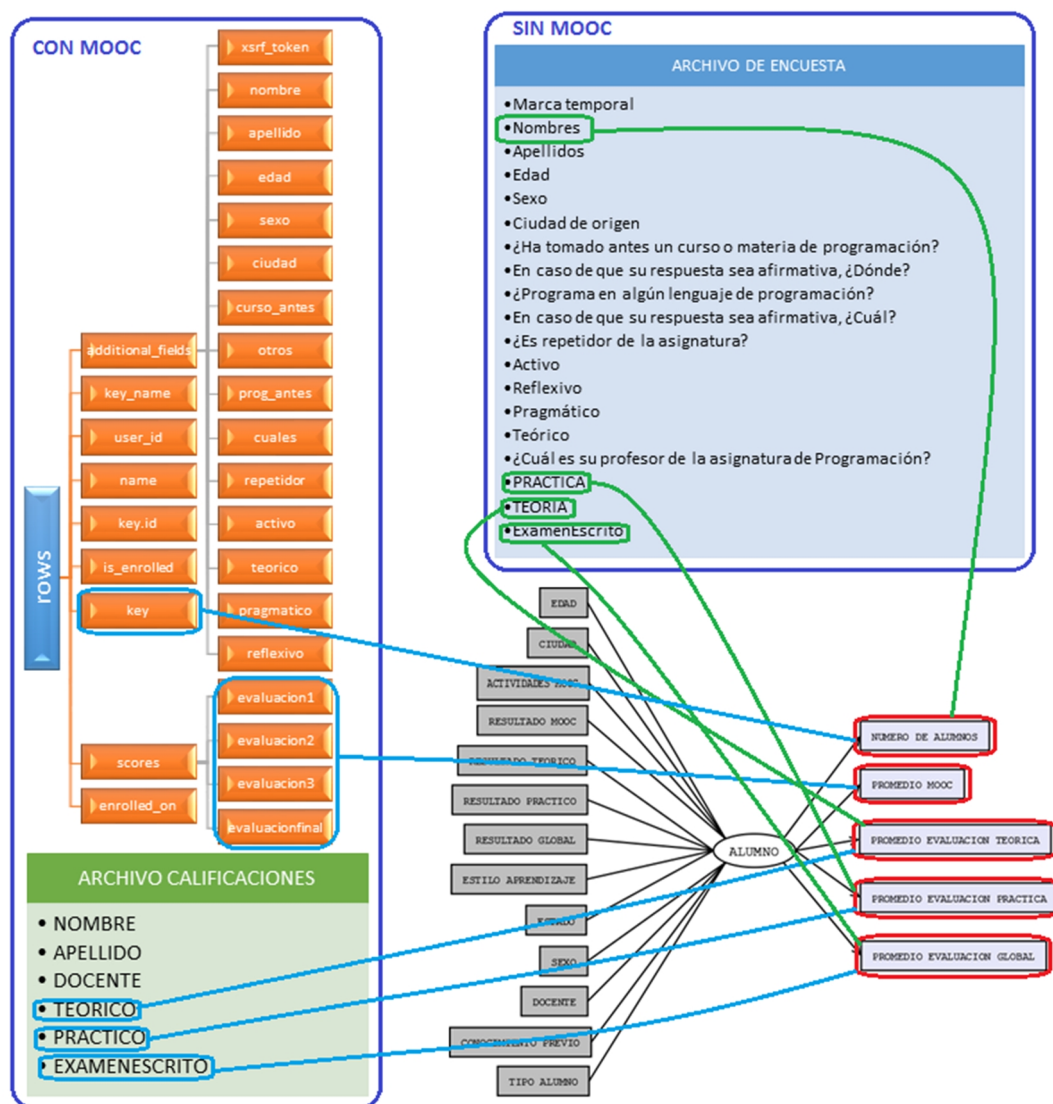 CON MOOC
xsrf_token
nombre
apellido
edad
sexo
ciudad
curso_antes
otros
prog_antes
cuales
repetidor
activo
teorico
pragmatico
reflexivo
additional_fields
key_name
user_id
name
key.id
is_enrolled
key
scores
enrolled_on
rows
evaluacion1
evaluacion2
evaluacion3
evaluacionfinal
ARCHIVO CALIFICACIONES
• NOMBRE
• APELLIDO
• DOCENTE
• TEORICO
• PRACTICO
• EXAMENESCRITO
SIN MOOC
ARCHIVO DE ENCUESTA
•Marca temporal
•Nombres
•Apellidos
•Edad
•Sexo
•Ciudad de origen
•¿Ha tomado antes un curso o materia de programación?
•En caso de que su respuesta sea afirmativa, ¿Dónde?
•¿Programa en algún lenguaje de programación?
•En caso de que su respuesta sea afirmativa, ¿Cuál?
•¿Es repetidor de la asignatura?
•Activo
•Reflexivo
•Pragmático
•Teórico
•¿Cuál es su profesor de la asignatura de Programación?
•PRACTICA
•TEORIA
•ExamenEscrito
EDAD
CIUDAD
ACTIVIDADES MOOC
RESULTADO MOOC
RESULTADO TEORICO
RESULTADO PRACTICO
RESULTADO GLOBAL
ESTILO APRENDIZAJE
ESTADO
SEXO
DOCENTE
CONOCIMIENTO PREVIO
TIPO ALUMNO
ALUMNO
NUMERO DE ALUMNOS
PROMEDIO MOOC
PROMEDIO EVALUACION TEORICA
PROMEDIO EVALUACION PRACTICA
PROMEDIO EVALUACION GLOBAL